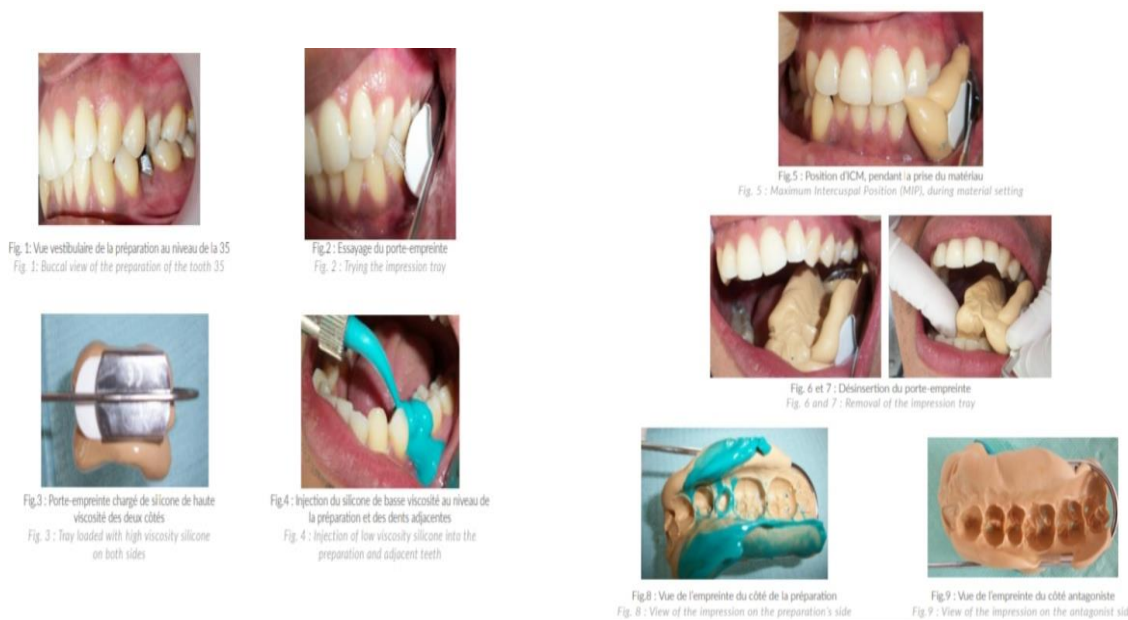 Fig. 1: Vue vestibulaire de la préparation au niveau de la 35
Fig. 1: Buccal view of the preparation of the tooth 35
Fig.2 : Essayage du porte-empreinte
Fig. 2 : Trying the impression tray
Fig.3 : Porte-empreinte chargé de silicone de haute
viscosité des deux côtés
Fig. 3 : Tray loaded with high viscosity silicone
on both sides
Fig.4 : Injection du silicone de basse viscosité au niveau de
la préparation et des dents adjacentes
Fig. 4 : Injection of low viscosity silicone into the
preparation and adjacent teeth
Fig.5 : Position d'ICM, pendant la prise du matériau
Fig. 5 : Maximum Intercuspal Position (MIP), during material setting
Fig. 6 et 7 : Désinsertion du porte-empreinte
Fig. 6 and 7 : Removal of the impression tray
Fig.8 : Vue de l'empreinte du côté de la préparation
Fig. 8 : View of the impression on the preparation's side
Fig.9 : Vue de l'empreinte du côté antagoniste
Fig.9 : View of the impression on the antagonist sid